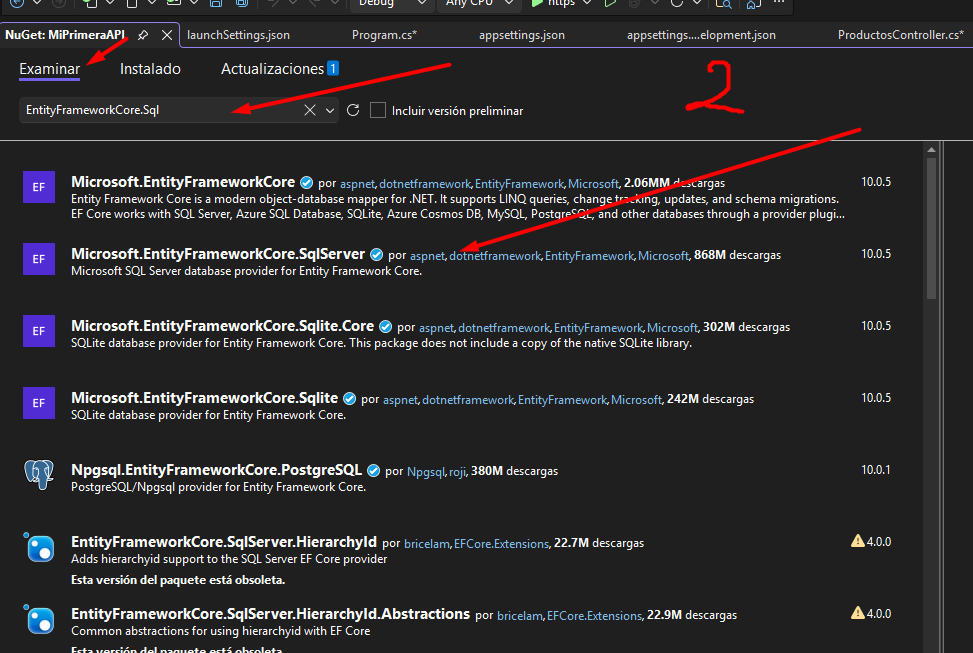 Debug Any CPU https
NuGet: MiPrimeraAPI launchSettings.json Program.cs* appsettings.json appsettings....elopment.json ProductosController.cs*
Examinar Instalado Actualizaciones 1
2
EntityFrameworkCore.Sql Incluir versión preliminar
EF Microsoft.EntityFrameworkCore por aspnet, dotnetframework, EntityFramework, Microsoft, 2.06MM descargas 10.0.5
Entity Framework Core is a modern object-database mapper for .NET. It supports LINQ queries, change tracking, updates, and schema migrations.
EF Core works with SQL Server, Azure SQL Database, SQLite, Azure Cosmos DB, MySQL, PostgreSQL, and other databases through a provider plugi...
EF Microsoft.EntityFrameworkCore.SqlServer por aspnet, dotnetframework, EntityFramework, Microsoft, 868M descargas 10.0.5
Microsoft SQL Server database provider for Entity Framework Core.
EF Microsoft.EntityFrameworkCore.Sqlite.Core por aspnet, dotnetframework, EntityFramework, Microsoft, 302M descargas 10.0.5
SQLite database provider for Entity Framework Core. This package does not include a copy of the native SQLite library.
EF Microsoft.EntityFrameworkCore.Sqlite por aspnet, dotnetframework, EntityFramework, Microsoft, 242M descargas 10.0.5
SQLite database provider for Entity Framework Core.
Npgsql.EntityFrameworkCore.PostgreSQL por Npgsql, roji, 380M descargas 10.0.1
PostgreSQL/Npgsql provider for Entity Framework Core.
EntityFrameworkCore.SqlServer.HierarchyId por bricelam, EFCore.Extensions, 22.7M descargas 4.0.0
Adds hierarchyid support to the SQL Server EF Core provider
Esta versión del paquete está obsoleta.
EntityFrameworkCore.SqlServer.HierarchyId.Abstractions por bricelam, EFCore.Extensions, 22.9M descargas 4.0.0
Common abstractions for using hierarchyid with EF Core
Esta versión del paquete está obsoleta.